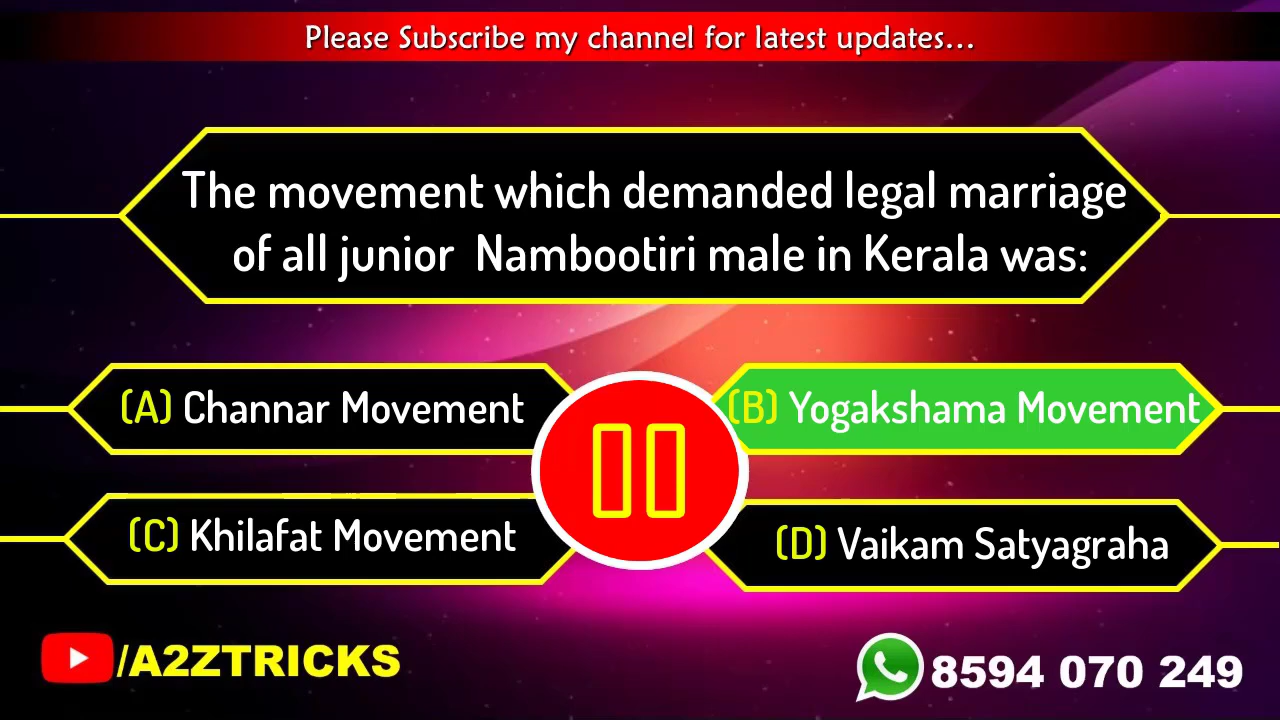 Please Subscribe my channel for latest updates...
The movement which demanded legal marriage
of all junior Nambootiri male in Kerala was:
(A) Channar Movement
(B) Yogakshama Movement
(C) Khilafat Movement
(D) Vaikam Satyagraha
/A2ZTRICKS
8594 070 249